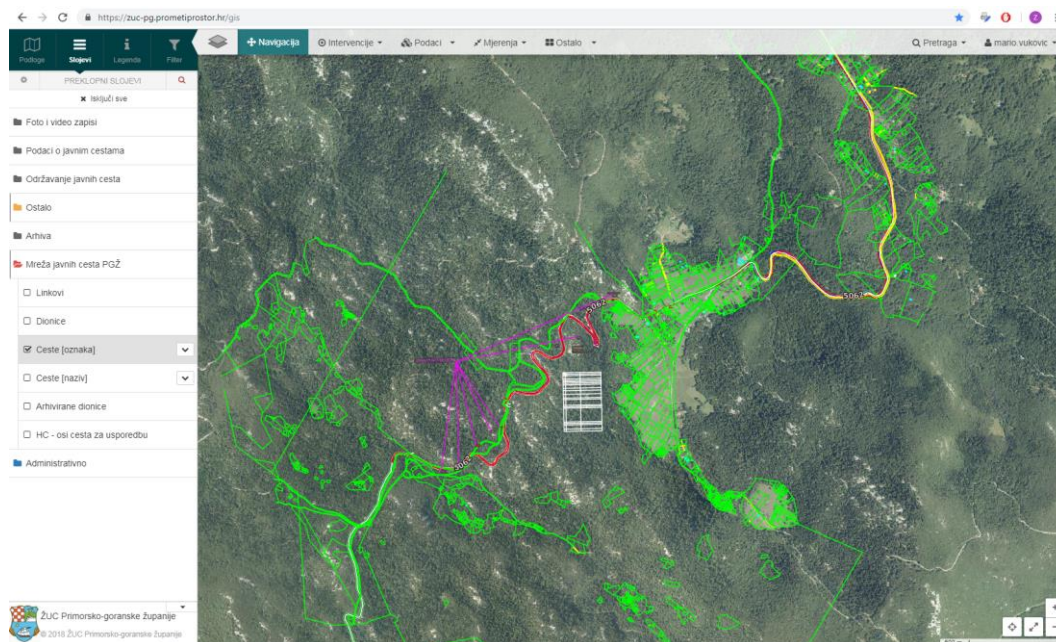 https://zuc-pg.prometiprostor.hr/gis
Podloge
Slojevi
Legenda
Filter
Navigacija
Intervencije
Podaci
Mjerenja
Ostalo
Pretraga
mario.vukovic
PREKLOPNI SLOJEVI
Isključi sve
Foto i video zapisi
Podaci o javnim cestama
Održavanje javnih cesta
Ostalo
Arhiva
Mreža javnih cesta PGŽ
Linkovi
Dionice
Ceste [oznaka]
Ceste [naziv]
Arhivirane dionice
HC - osi cesta za usporedbu
Administrativno
5062
5062
ŽUC Primorsko-goranske županije
© 2018 ŽUC Primorsko-goranske županije